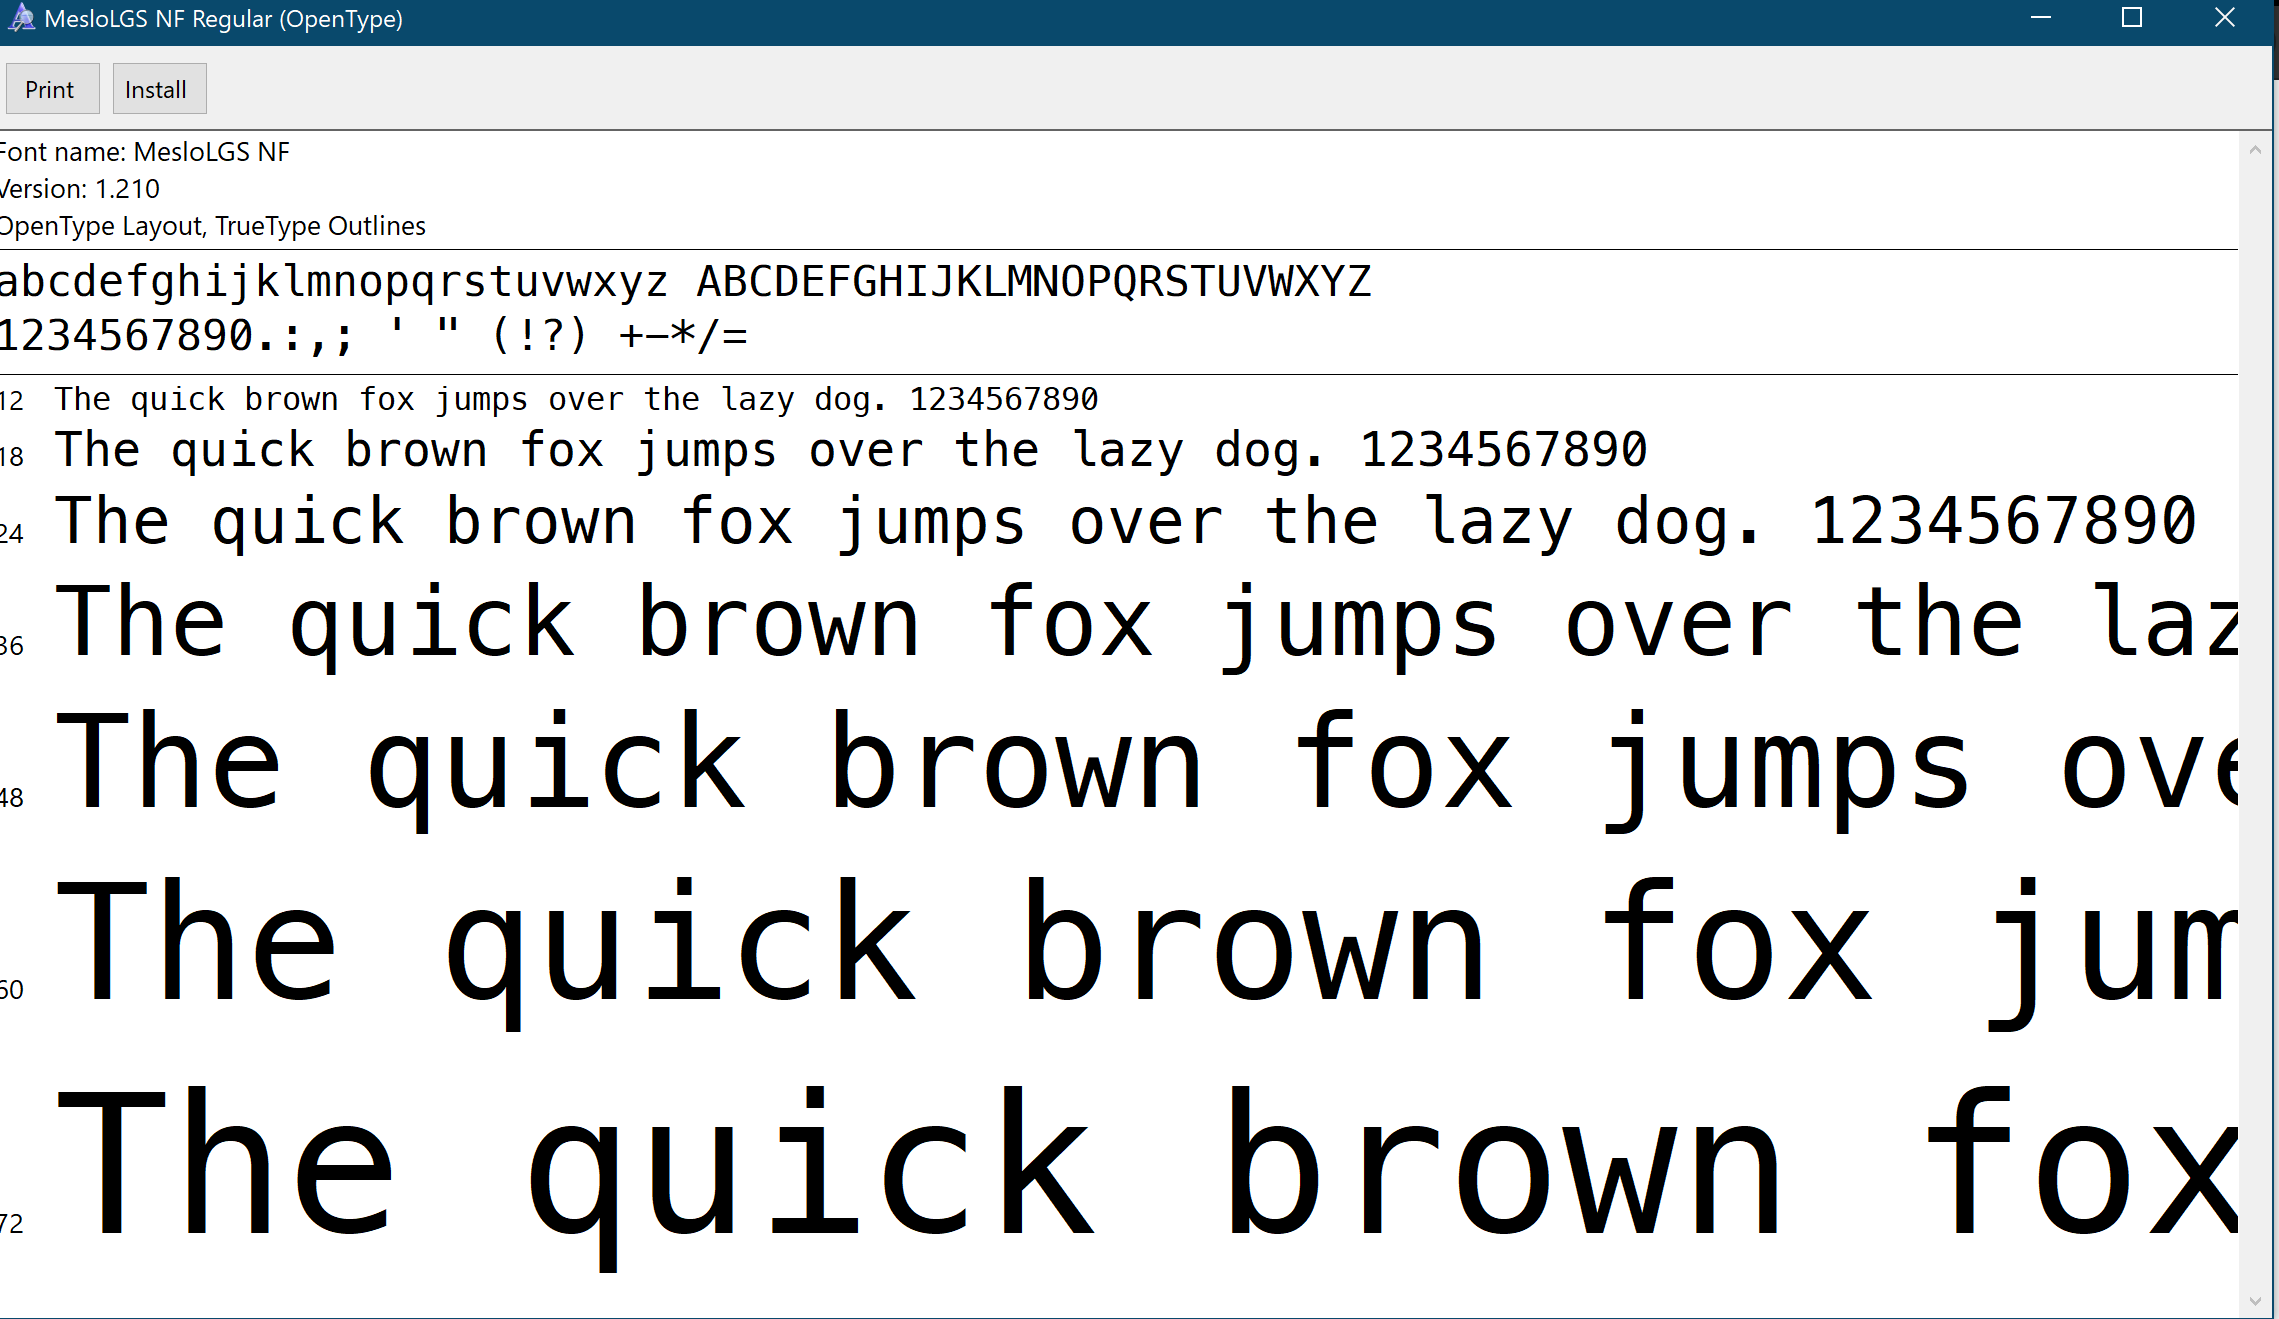 MesloLGS NF Regular (OpenType)
Print Install
Font name: MesloLGS NF
Version: 1.210
OpenType Layout, TrueType Outlines
abcdefghijklmnopqrstuvwxyz ABCDEFGHIJKLMNOPQRSTUVWXYZ
1234567890.:,; ' " (!?) +-*/=
12 The quick brown fox jumps over the lazy dog. 1234567890
18 The quick brown fox jumps over the lazy dog. 1234567890
24 The quick brown fox jumps over the lazy dog. 1234567890
36 The quick brown fox jumps over the laz
48 The quick brown fox jumps ove
60 The quick brown fox jum
72 The quick brown fox